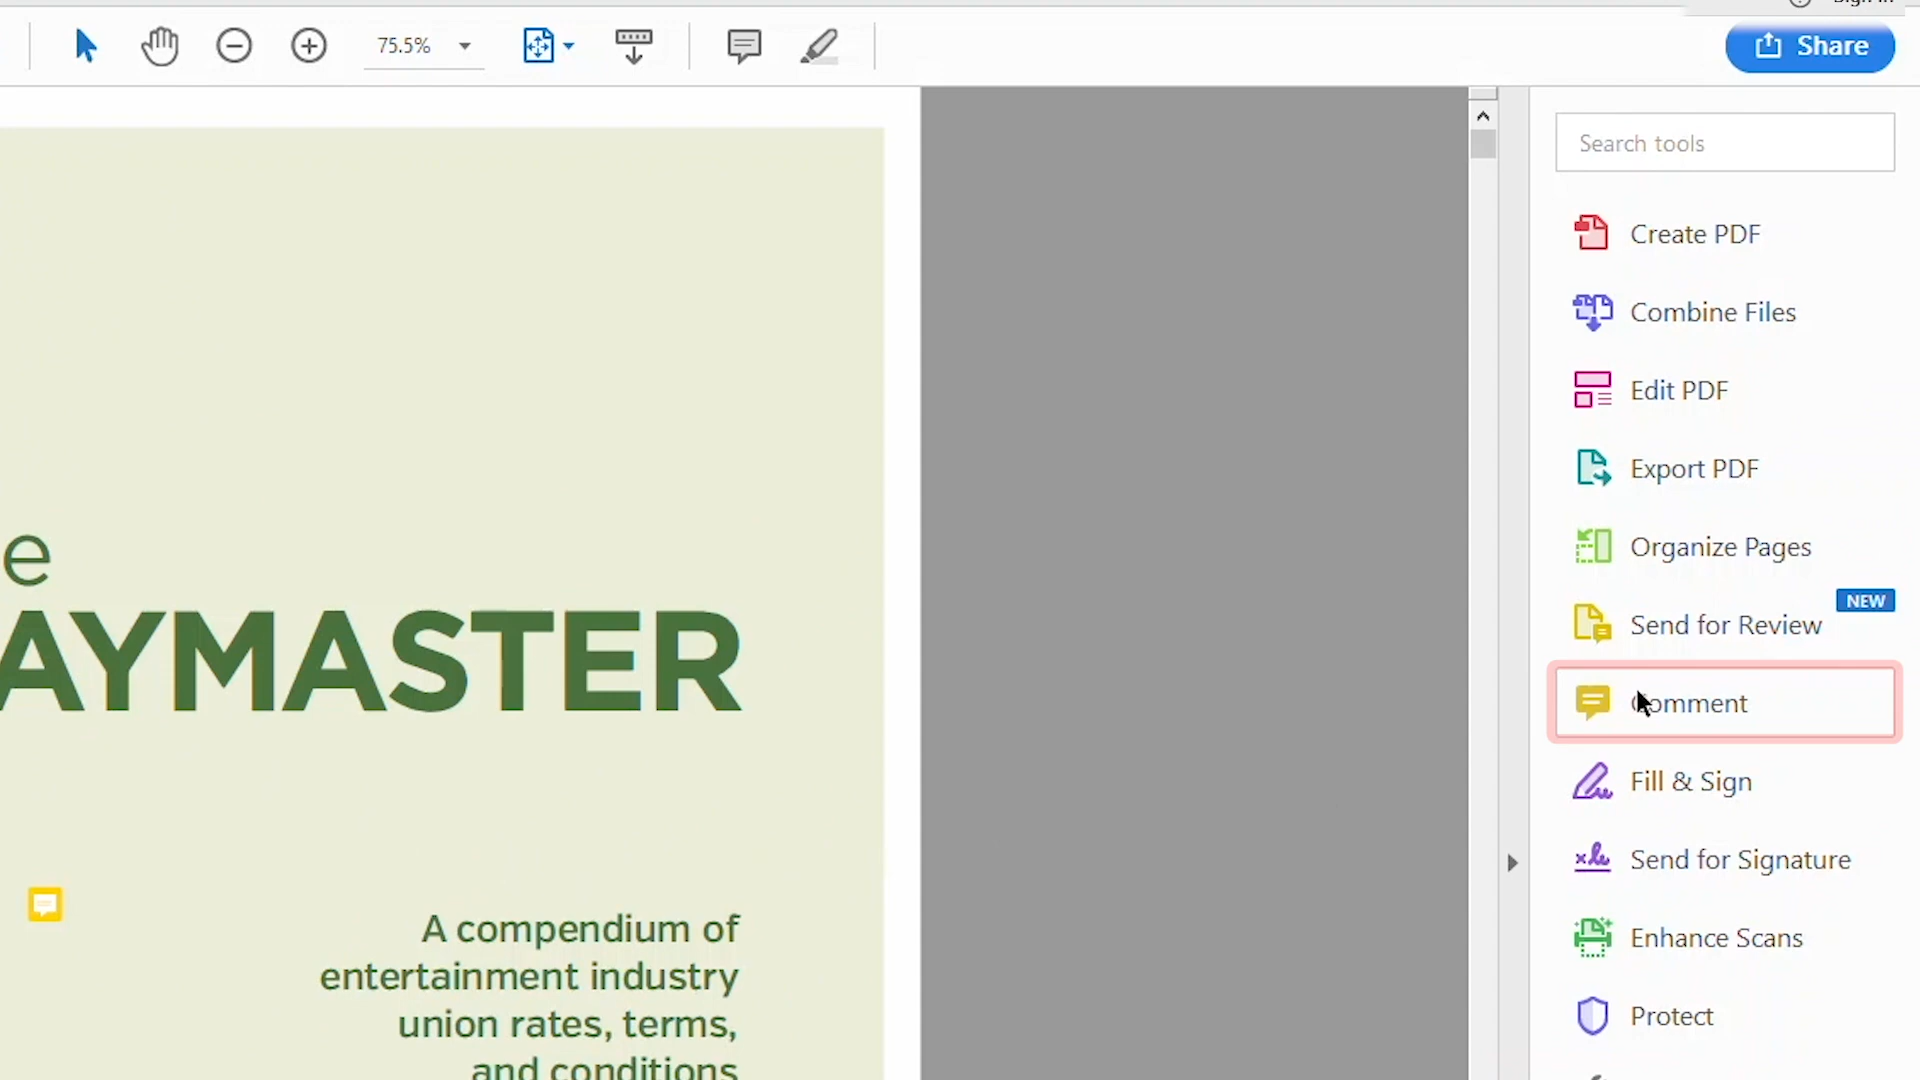 75.5%
Share
Search tools
Create PDF
Combine Files
Edit PDF
Export PDF
Organize Pages
NEW
Send for Review
Comment
Fill & Sign
Send for Signature
Enhance Scans
Protect
e
AYMASTER
A compendium of
entertainment industry
union rates, terms,
and conditions